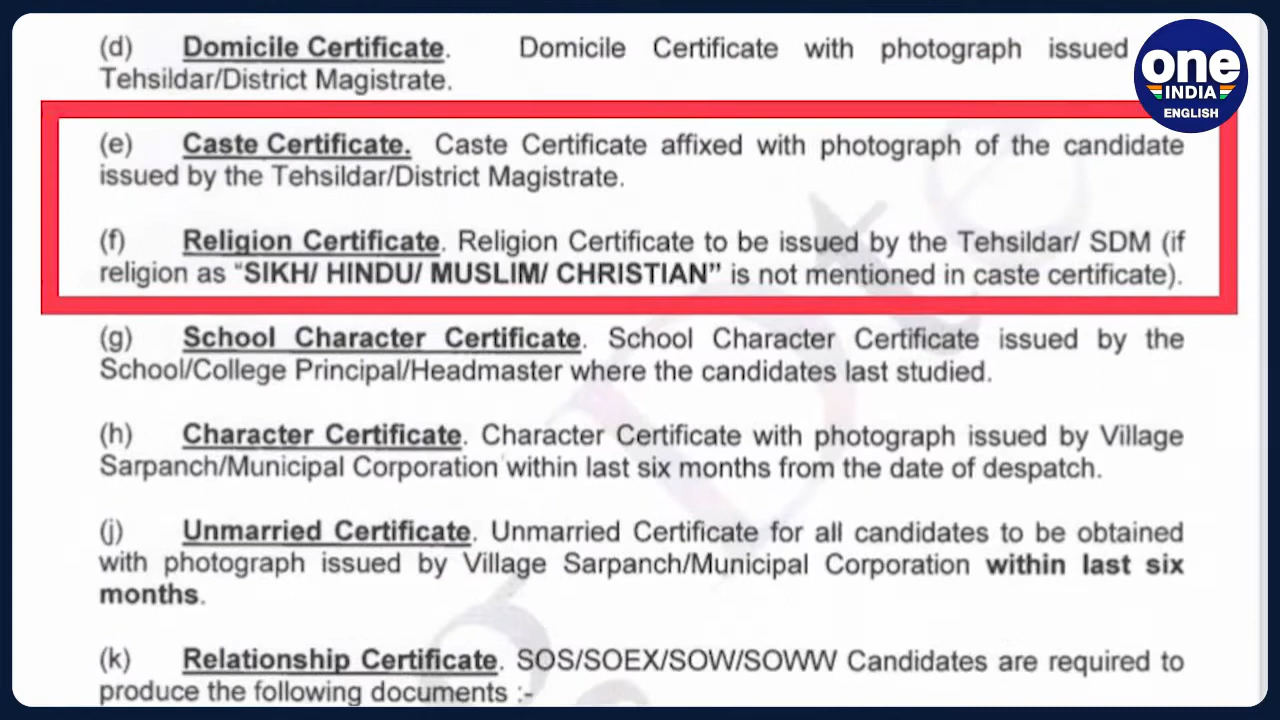 (d) Domicile Certificate. Domicile Certificate with photograph issued
Tehsildar/District Magistrate.
one
INDIA
ENGLISH
(e) Caste Certificate. Caste Certificate affixed with photograph of the candidate
issued by the Tehsildar/District Magistrate.
(f) Religion Certificate. Religion Certificate to be issued by the Tehsildar/ SDM (if
religion as “SIKH/ HINDU/ MUSLIM/ CHRISTIAN” is not mentioned in caste certificate).
(g) School Character Certificate. School Character Certificate issued by the
School/College Principal/Headmaster where the candidates last studied.
(h) Character Certificate. Character Certificate with photograph issued by Village
Sarpanch/Municipal Corporation within last six months from the date of despatch.
(j) Unmarried Certificate. Unmarried Certificate for all candidates to be obtained
with photograph issued by Village Sarpanch/Municipal Corporation within last six
months.
(k) Relationship Certificate. SOS/SOEX/SOW/SOWW Candidates are required to
produce the following documents :-